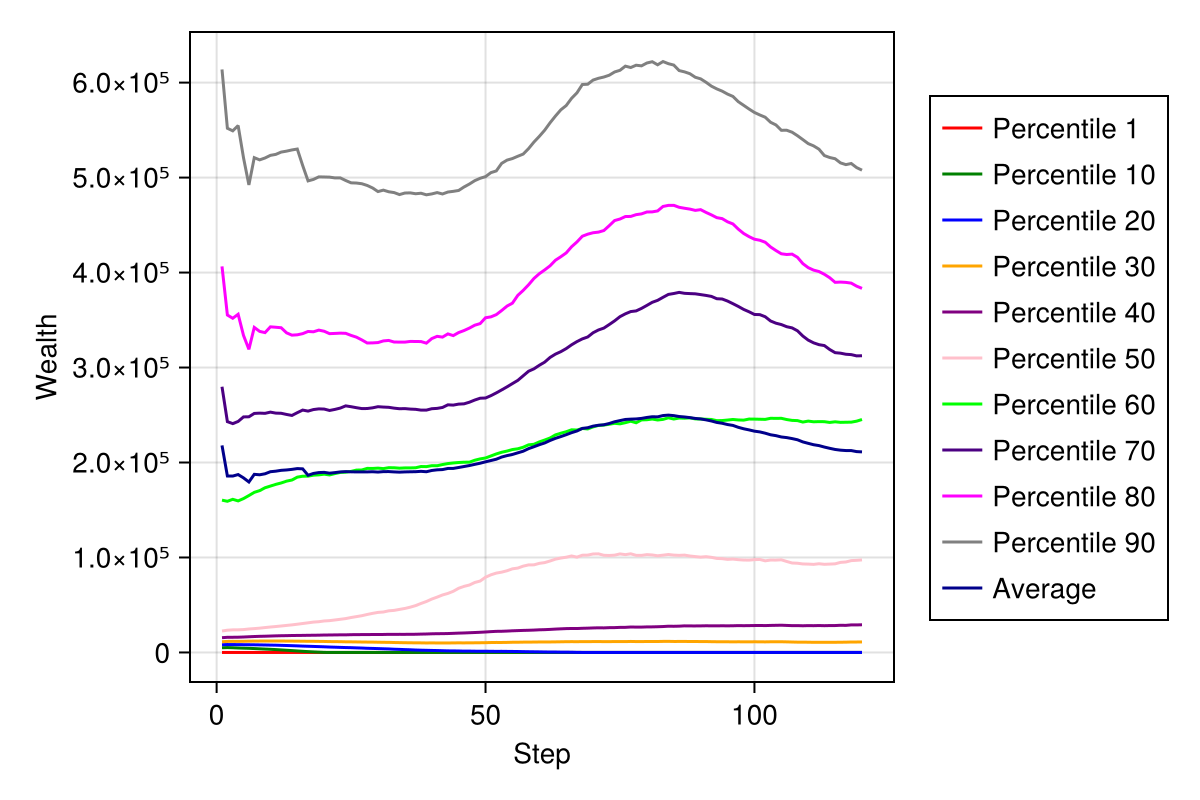 6.0×10⁵
5.0×10⁵
4.0×10⁵
3.0×10⁵
2.0×10⁵
1.0×10⁵
0
Wealth
0 50 100
Step
Percentile 1
Percentile 10
Percentile 20
Percentile 30
Percentile 40
Percentile 50
Percentile 60
Percentile 70
Percentile 80
Percentile 90
Average